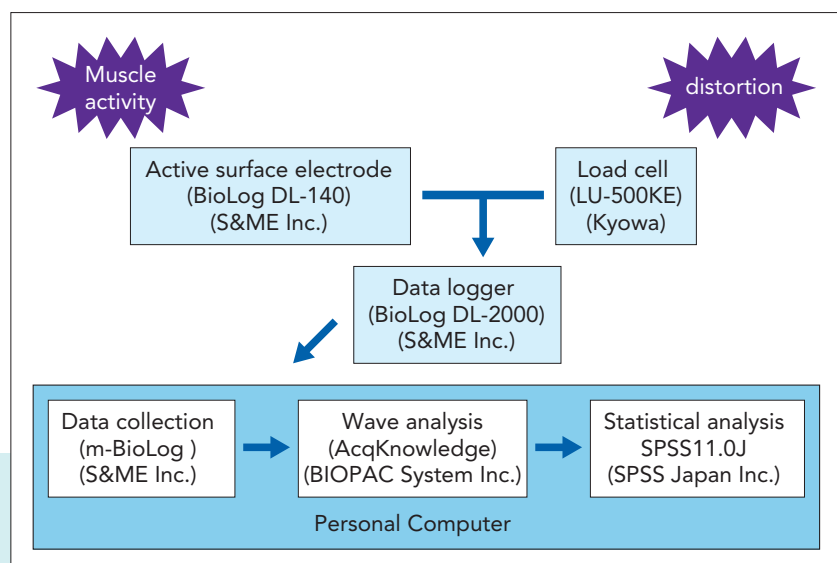 Muscle
activity
distortion
Active surface electrode
(BioLog DL-140)
(S&ME Inc.)
Load cell
(LU-500KE)
(Kyowa)
Data logger
(BioLog DL-2000)
(S&ME Inc.)
Data collection
(m-BioLog )
(S&ME Inc.)
Wave analysis
(AcqKnowledge)
(BIOPAC System Inc.)
Statistical analysis
SPSS11.0J
(SPSS Japan Inc.)
Personal Computer